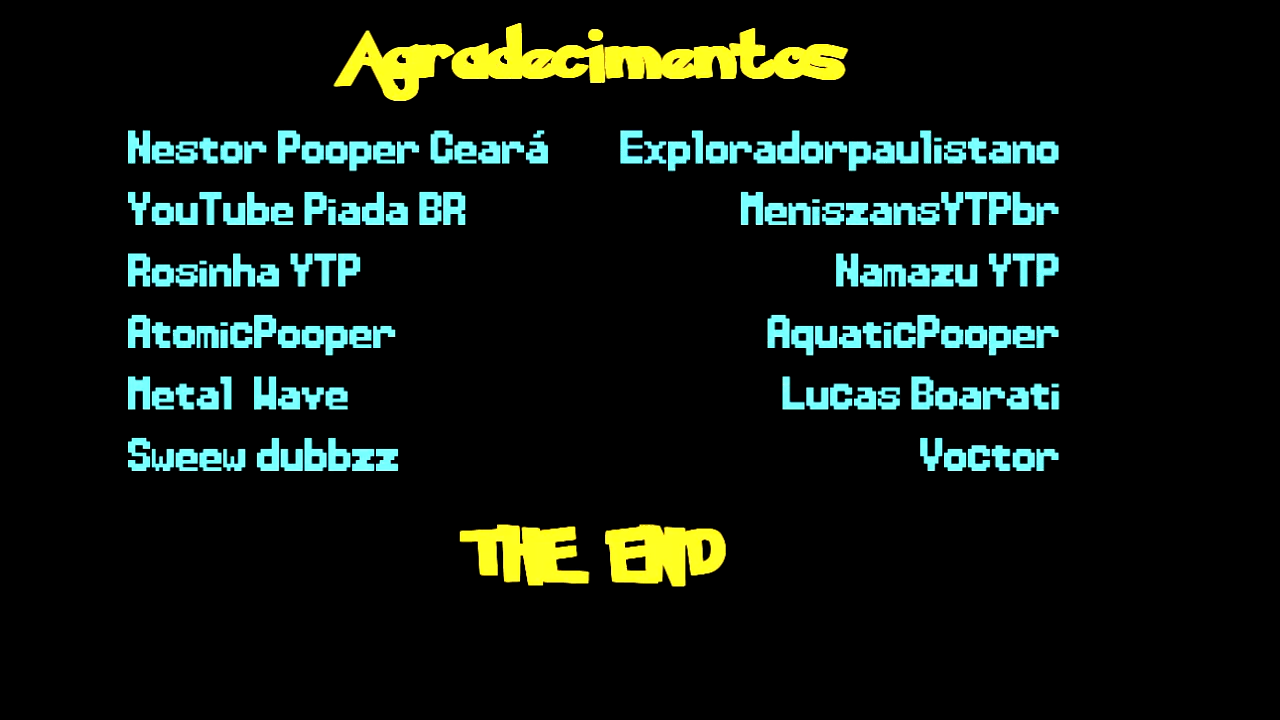 Agradecimentos
Nestor Pooper Ceará Exploradorpaulistano
YouTube Piada BR MeniszansYTPbr
Rosinha YTP Namazu YTP
AtomicPooper AquaticPooper
Metal Wave Lucas Boarati
Sweew dubbzz Voctor
THE END